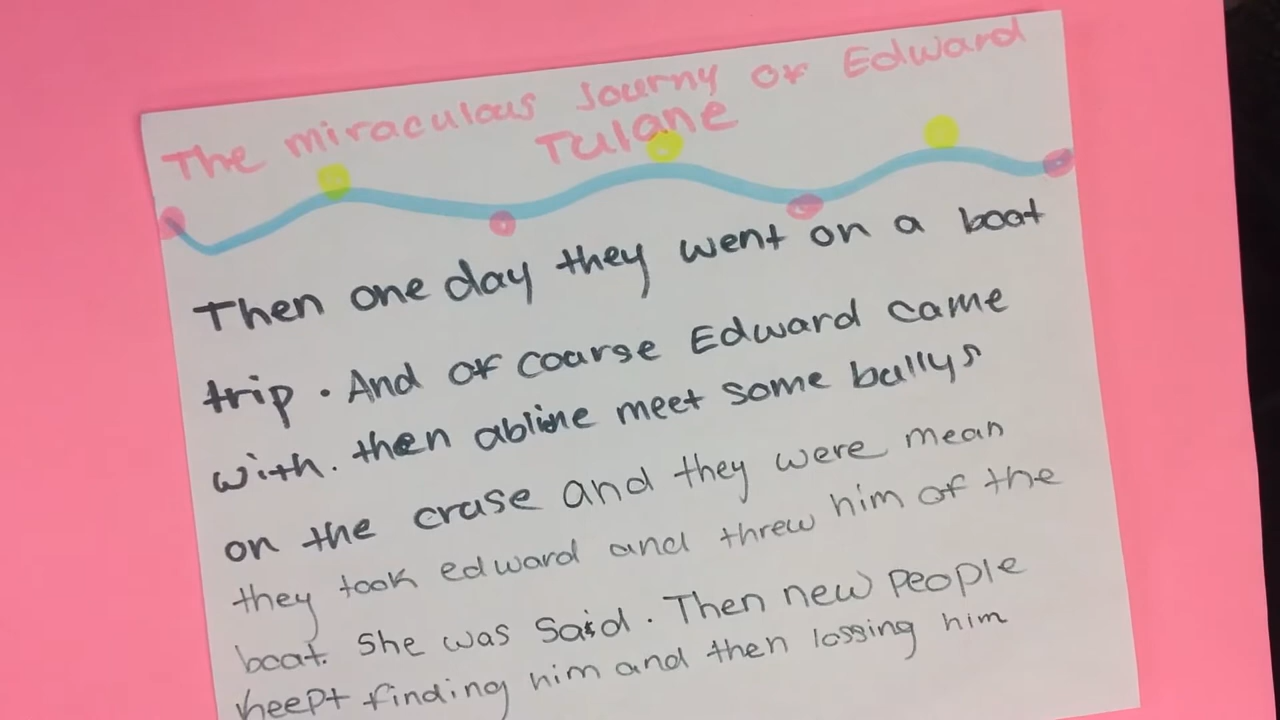 The miraculous Journy of Edward
Tulane
Then one day they went on a boat
trip. And of coarse Edward came
with. then abline meet some bullys
on the cruse and they were mean
they took edward and threw him of the
boat. She was Said. Then new people
keept finding him and then lossing him